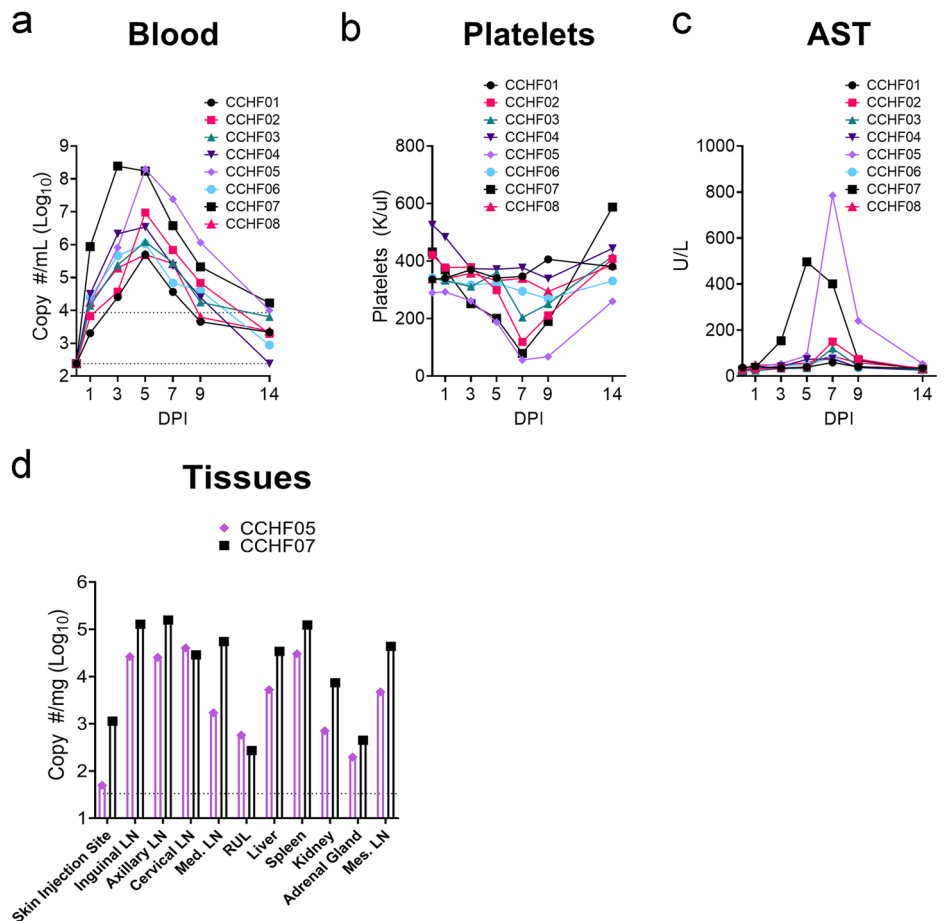 a
Blood
CCHF01
CCHF02
CCHF03
CCHF04
CCHF05
CCHF06
CCHF07
CCHF08
Copy #/mL (Log10)
9
8
7
6
5
4
3
2
1 3 5 7 9 14
DPI
b
Platelets
CCHF01
CCHF02
CCHF03
CCHF04
CCHF05
CCHF06
CCHF07
CCHF08
Platelets (K/ul)
800
600
400
200
0
1 3 5 7 9 14
DPI
c
AST
CCHF01
CCHF02
CCHF03
CCHF04
CCHF05
CCHF06
CCHF07
CCHF08
U/L
1000
800
600
400
200
0
1 3 5 7 9 14
DPI
d
Tissues
CCHF05
CCHF07
Copy #/mg (Log10)
6
5
4
3
2
1
Skin Injection Site
Inguinal LN
Axillary LN
Cervical LN
Med. LN
RUL
Liver
Spleen
Kidney
Adrenal Gland
Mes. LN